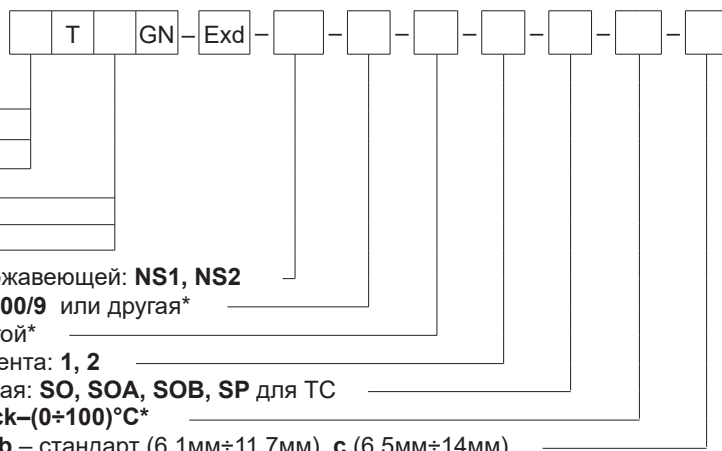 T GN – Exd – – – – – – –
ржавеющей: NS1, NS2
00/9 или другая*
гой*
ента: 1, 2
ая: SO, SOA, SOB, SP для ТС
ck–(0÷100)°C*
b – стандарт (6,1мм÷11,7мм), с (6,5мм÷14мм)